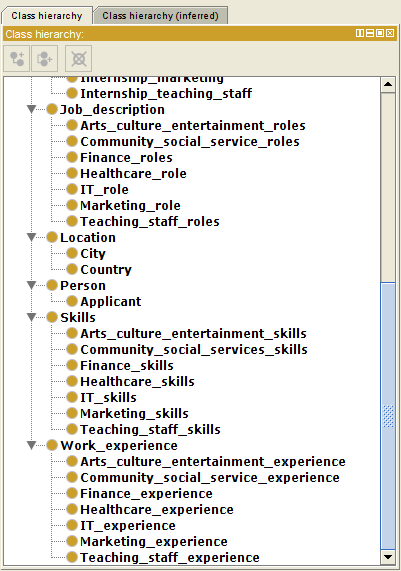 Class hierarchy Class hierarchy (inferred)
Class hierarchy:
Internship_marketing
Internship_teaching_staff
Job_description
Arts_culture_entertainment_roles
Community_social_service_roles
Finance_roles
Healthcare_role
IT_role
Marketing_role
Teaching_staff_roles
Location
City
Country
Person
Applicant
Skills
Arts_culture_entertainment_skills
Community_social_services_skills
Finance_skills
Healthcare_skills
IT_skills
Marketing_skills
Teaching_staff_skills
Work_experience
Arts_culture_entertainment_experience
Community_social_service_experience
Finance_experience
Healthcare_experience
IT_experience
Marketing_experience
Teaching_staff_experience